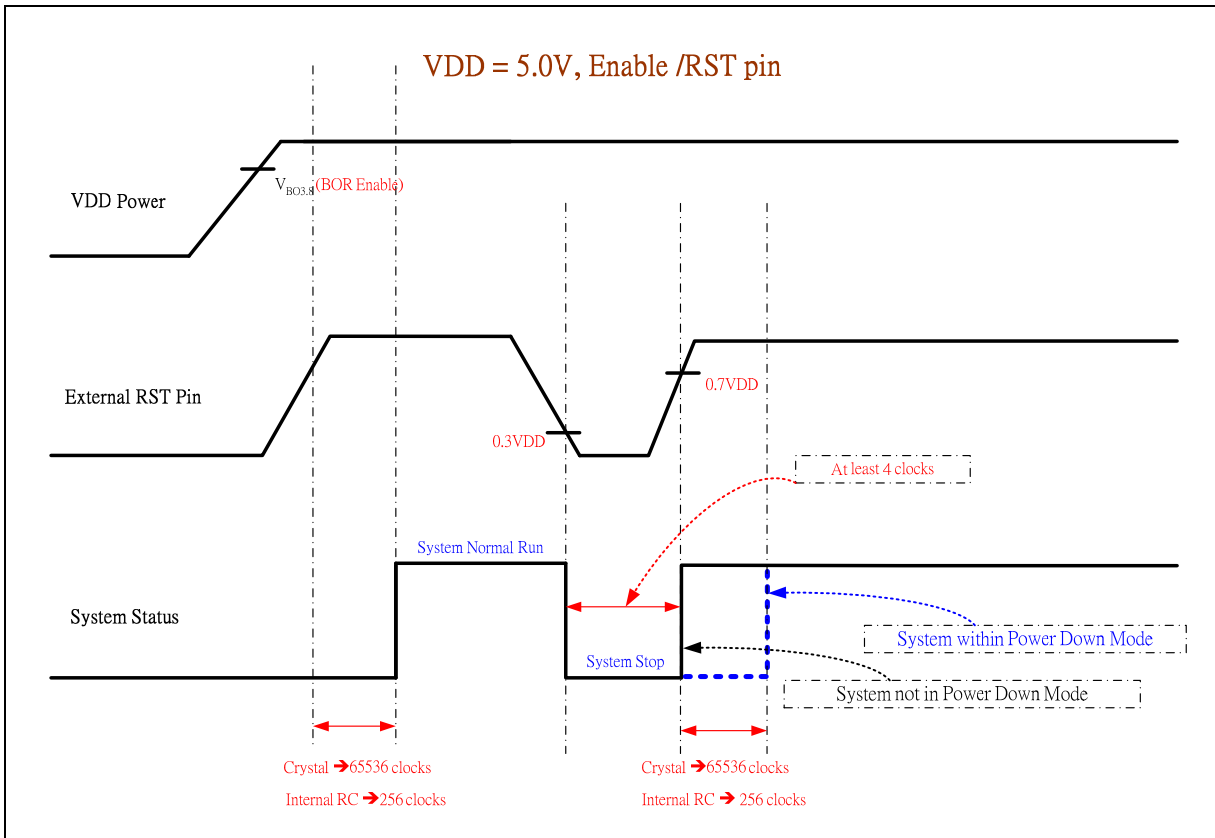 VDD = 5.0V, Enable /RST pin
VBO3.8 (BOR Enable)
VDD Power
External RST Pin
0.7VDD
0.3VDD
At least 4 clocks
System Normal Run
System Status
System within Power Down Mode
System Stop
System not in Power Down Mode
Crystal ➔65536 clocks
Internal RC ➔256 clocks
Crystal ➔65536 clocks
Internal RC ➔ 256 clocks